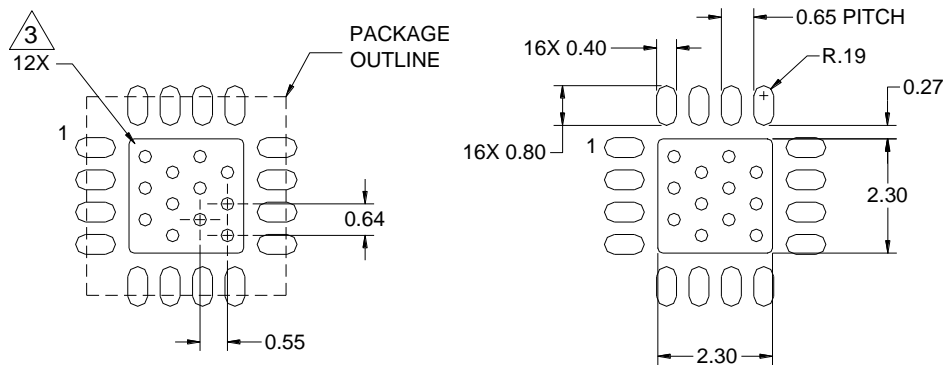 3
12X
PACKAGE
OUTLINE
1
0.64
0.55
0.65 PITCH
16X 0.40
R.19
0.27
16X 0.80
1
2.30
2.30